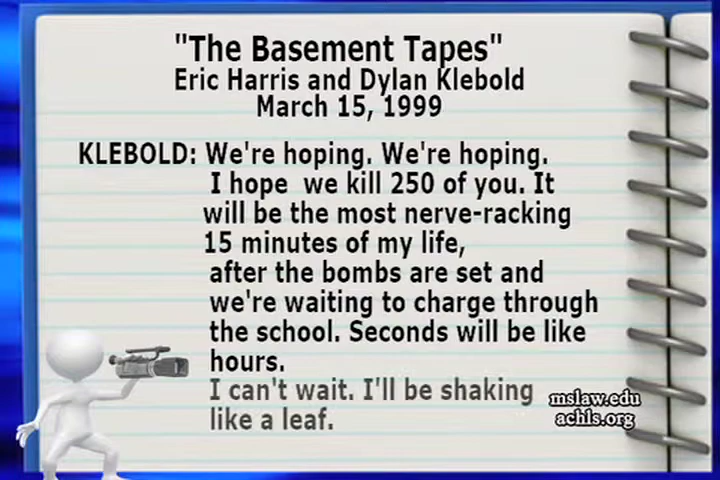 "The Basement Tapes"
Eric Harris and Dylan Klebold
March 15, 1999
KLEBOLD: We're hoping. We're hoping.
I hope we kill 250 of you. It
will be the most nerve-racking
15 minutes of my life,
after the bombs are set and
we're waiting to charge through
the school. Seconds will be like
hours.
I can't wait. I'll be shaking
like a leaf.
mslaw.edu
achls.org